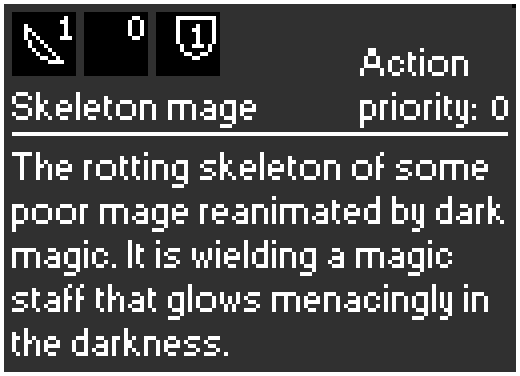 1 0 1
Action
Skeleton mage priority: 0
The rotting skeleton of some
poor mage reanimated by dark
magic. It is wielding a magic
staff that glows menacingly in
the darkness.